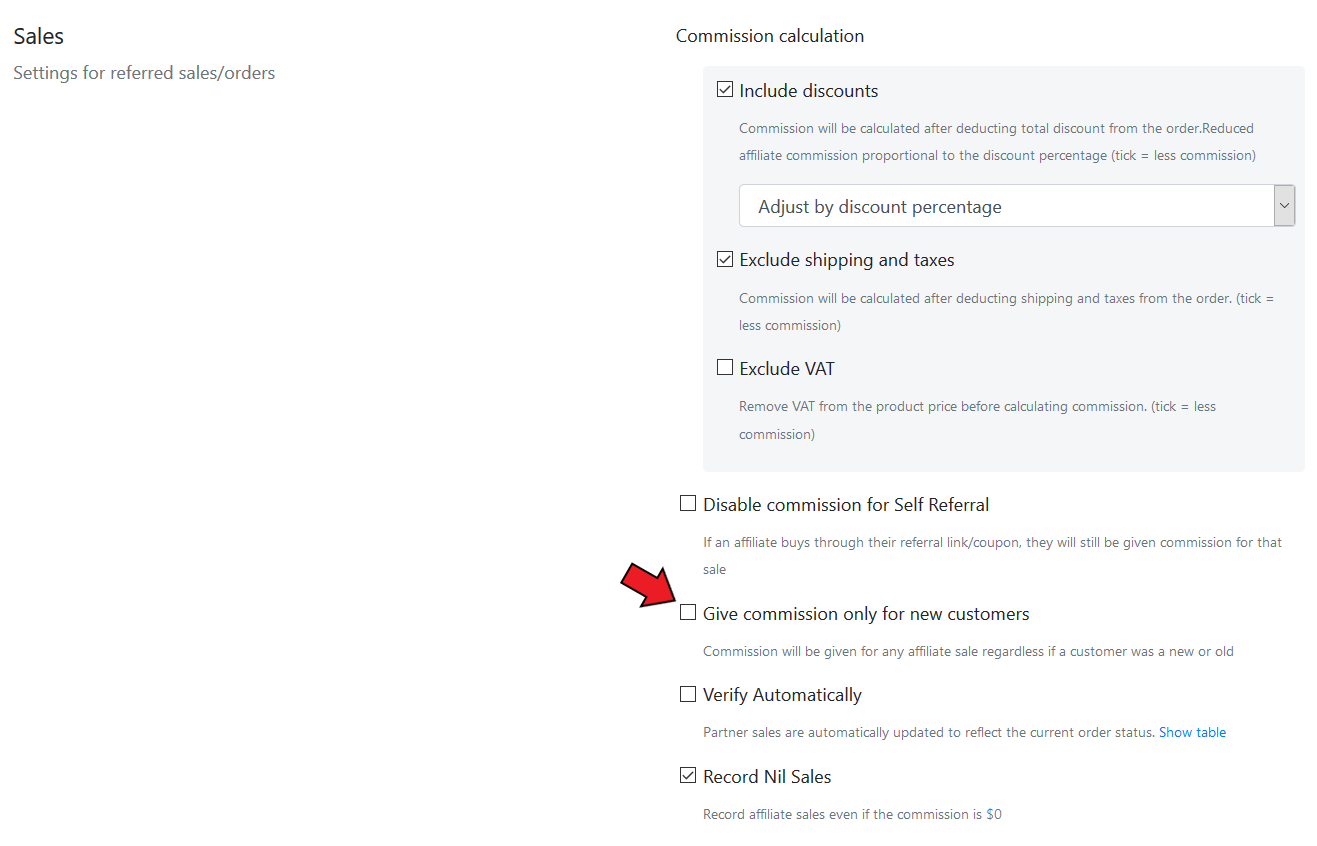 Sales
Settings for referred sales/orders
Commission calculation
Include discounts
Commission will be calculated after deducting total discount from the order.Reduced
affiliate commission proportional to the discount percentage (tick = less commission)
Adjust by discount percentage
Exclude shipping and taxes
Commission will be calculated after deducting shipping and taxes from the order. (tick =
less commission)
Exclude VAT
Remove VAT from the product price before calculating commission. (tick = less
commission)
Disable commission for Self Referral
If an affiliate buys through their referral link/coupon, they will still be given commission for that
sale
Give commission only for new customers
Commission will be given for any affiliate sale regardless if a customer was a new or old
Verify Automatically
Partner sales are automatically updated to reflect the current order status. Show table
Record Nil Sales
Record affiliate sales even if the commission is $0